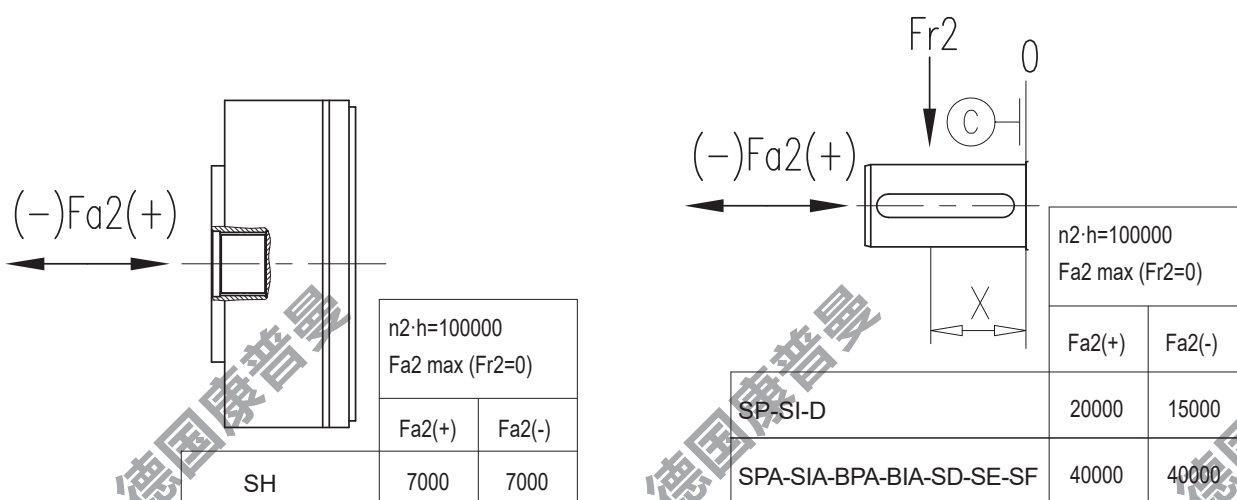 (-)Fa2(+)
n2·h=100000
Fa2 max (Fr2=0)
Fa2(+) Fa2(-)
SH 7000 7000
德国康普曼
Fr2
0
C
(-)Fa2(+)
X
n2·h=100000
Fa2 max (Fr2=0)
Fa2(+) Fa2(-)
SP-SI-D 20000 15000
SPA-SIA-BPA-BIA-SD-SE-SF 40000 40000
德国康普曼